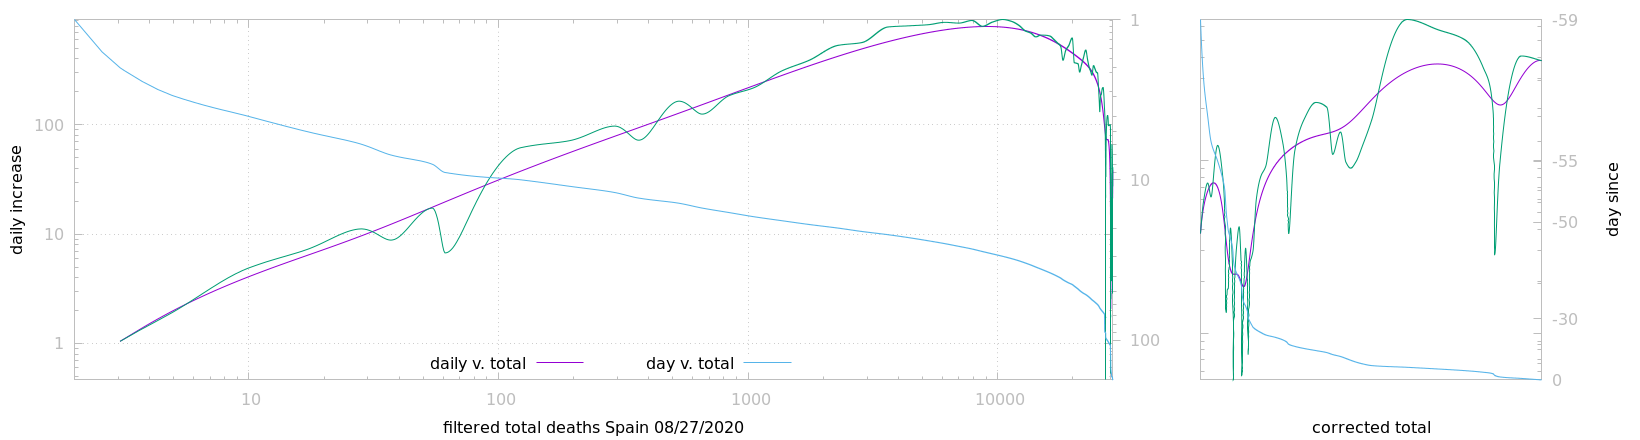 daily increase
100
10
1
daily v. total
day v. total
10
100
1000
10000
filtered total deaths Spain 08/27/2020
1
10
100
-59
-55
-50
-30
0
day since
corrected total